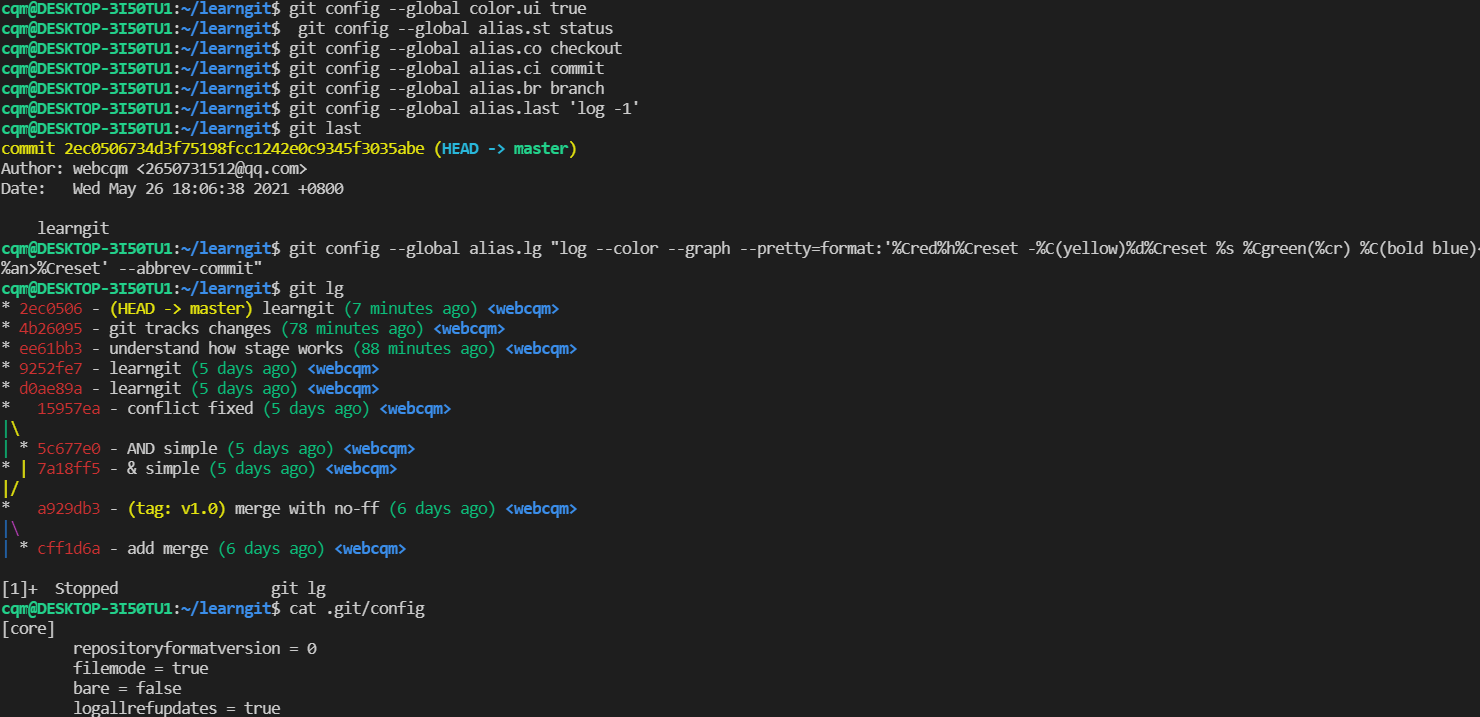 cqm@DESKTOP-3I50TU1:~/learngit$ git config --global color.ui true
cqm@DESKTOP-3I50TU1:~/learngit$  git config --global alias.st status
cqm@DESKTOP-3I50TU1:~/learngit$ git config --global alias.co checkout
cqm@DESKTOP-3I50TU1:~/learngit$ git config --global alias.ci commit
cqm@DESKTOP-3I50TU1:~/learngit$ git config --global alias.br branch
cqm@DESKTOP-3I50TU1:~/learngit$ git config --global alias.last 'log -1'
cqm@DESKTOP-3I50TU1:~/learngit$ git last
commit 2ec0506734d3f75198fcc1242e0c9345f3035abe (HEAD -> master)
Author: webcqm <2650731512@qq.com>
Date:   Wed May 26 18:06:38 2021 +0800
    learngit
cqm@DESKTOP-3I50TU1:~/learngit$ git config --global alias.lg "log --color --graph --pretty=format:'%Cred%h%Creset -%C(yellow)%d%Creset %s %Cgreen(%cr) %C(bold blue)<
%an>%Creset' --abbrev-commit"
cqm@DESKTOP-3I50TU1:~/learngit$ git lg
* 2ec0506 - (HEAD -> master) learngit (7 minutes ago) <webcqm>
* 4b26095 - git tracks changes (78 minutes ago) <webcqm>
* ee61bb3 - understand how stage works (88 minutes ago) <webcqm>
* 9252fe7 - learngit (5 days ago) <webcqm>
* d0ae89a - learngit (5 days ago) <webcqm>
*   15957ea - conflict fixed (5 days ago) <webcqm>
|\
| * 5c677e0 - AND simple (5 days ago) <webcqm>
* | 7a18ff5 - & simple (5 days ago) <webcqm>
|/
*   a929db3 - (tag: v1.0) merge with no-ff (6 days ago) <webcqm>
|\
| * cff1d6a - add merge (6 days ago) <webcqm>
[1]+  Stopped                 git lg
cqm@DESKTOP-3I50TU1:~/learngit$ cat .git/config
[core]
        repositoryformatversion = 0
        filemode = true
        bare = false
        logallrefupdates = true